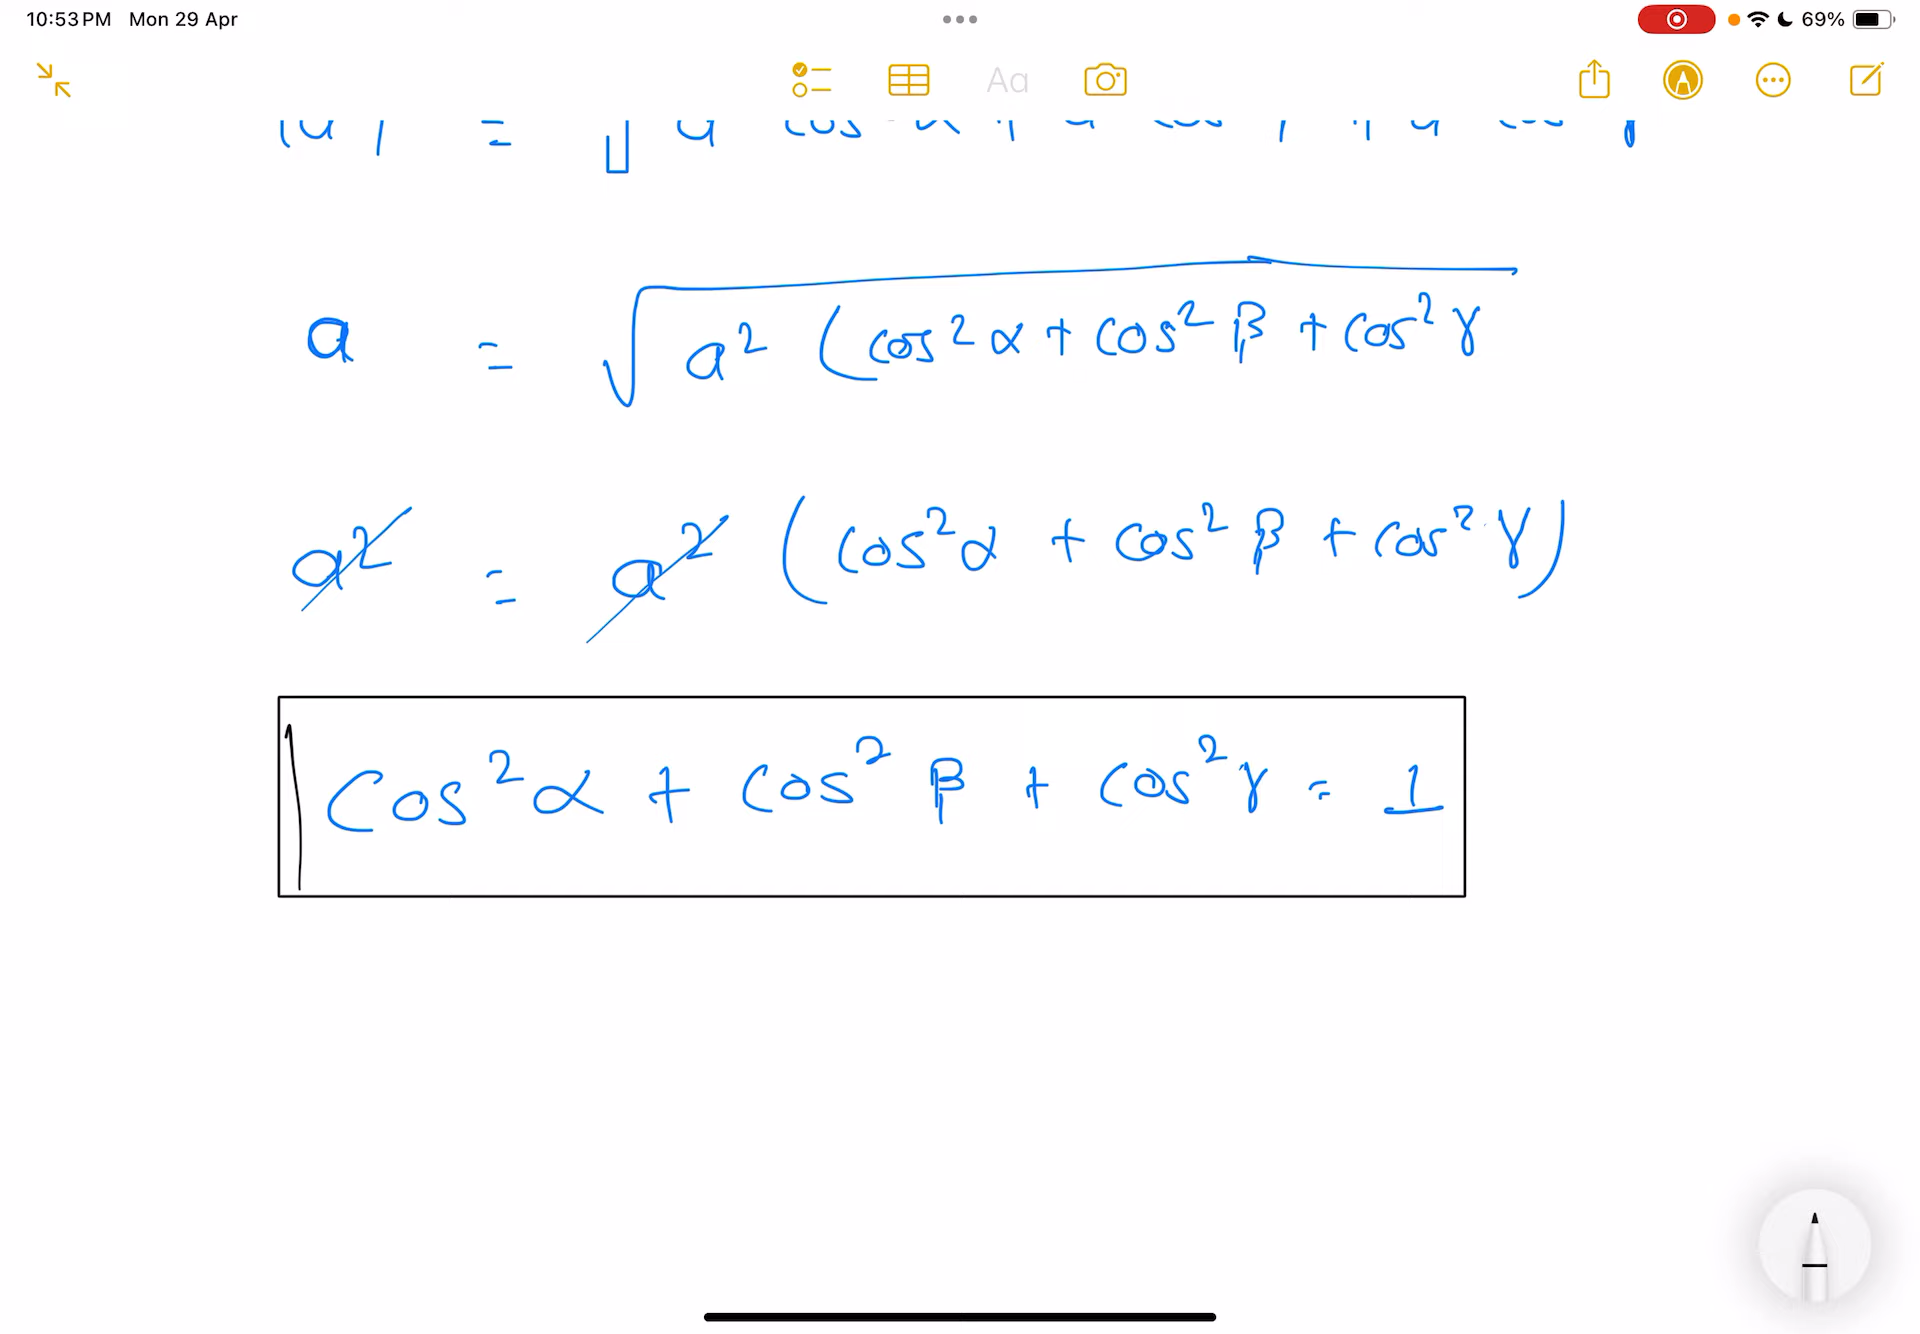 10:53 PM Mon 29 Apr
69%
Aa
a = √a² (cos²α + cos²β + cos²γ
a² = a² (cos²α + cos²β + cos²γ)
Cos²α + cos²β + cos²γ = 1